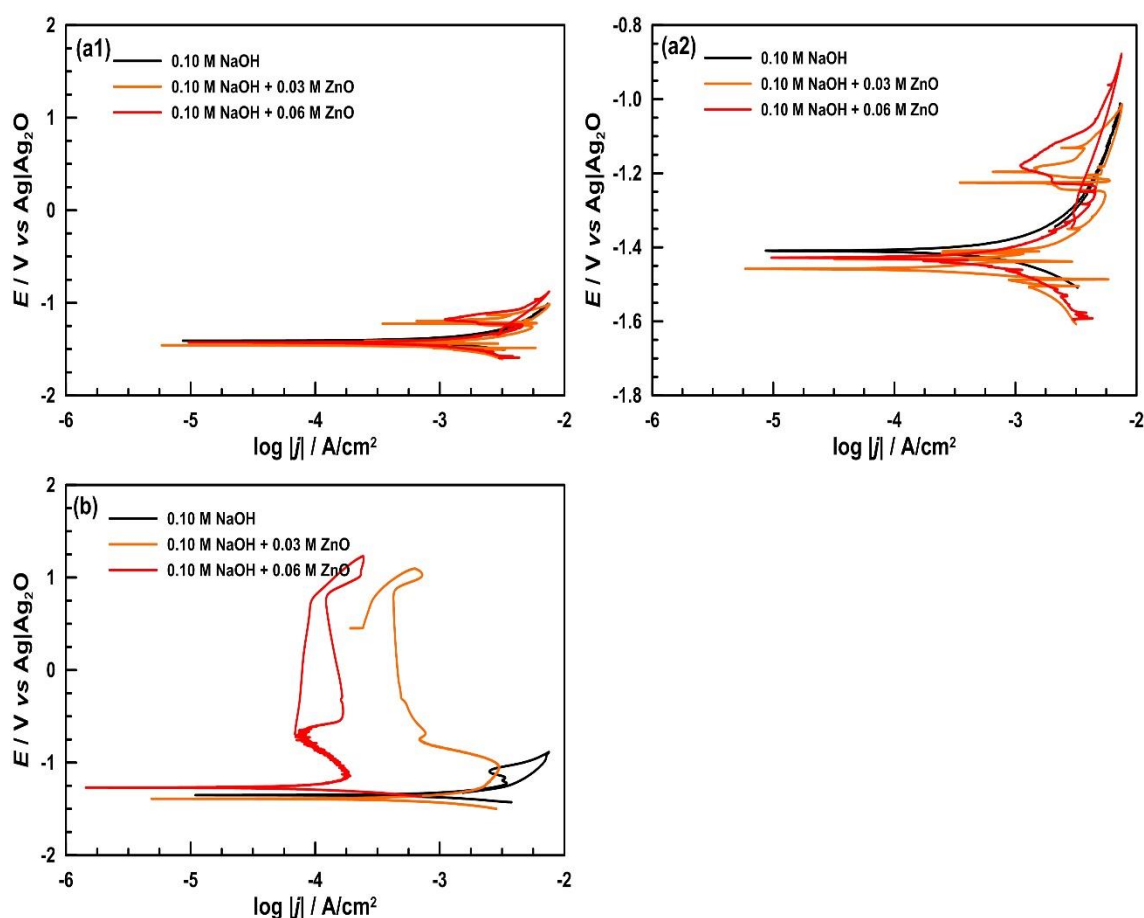 (a1)
0.10 M NaOH
0.10 M NaOH + 0.03 M ZnO
0.10 M NaOH + 0.06 M ZnO
2
1
0
-1
-2
E / V vs Ag|Ag₂O
-6
-5
-4
-3
-2
log |j| / A/cm²
(a2)
0.10 M NaOH
0.10 M NaOH + 0.03 M ZnO
0.10 M NaOH + 0.06 M ZnO
-0.8
-1.0
-1.2
-1.4
-1.6
-1.8
E / V vs Ag|Ag₂O
-6
-5
-4
-3
-2
log |j| / A/cm²
(b)
0.10 M NaOH
0.10 M NaOH + 0.03 M ZnO
0.10 M NaOH + 0.06 M ZnO
2
1
0
-1
-2
E / V vs Ag|Ag₂O
-6
-5
-4
-3
-2
log |j| / A/cm²